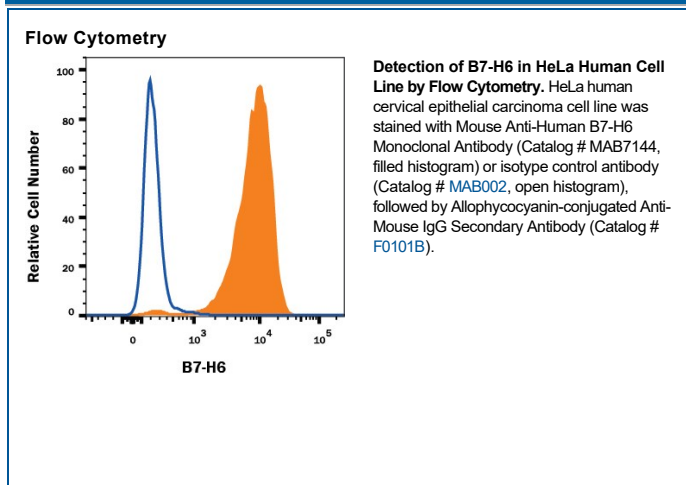 Flow Cytometry
100
80
60
40
20
0
Relative Cell Number
0
10³
10⁴
10⁵
B7-H6
Detection of B7-H6 in HeLa Human Cell
Line by Flow Cytometry. HeLa human
cervical epithelial carcinoma cell line was
stained with Mouse Anti-Human B7-H6
Monoclonal Antibody (Catalog # MAB7144,
filled histogram) or isotype control antibody
(Catalog # MAB002, open histogram),
followed by Allophycocyanin-conjugated Anti-
Mouse IgG Secondary Antibody (Catalog #
F0101B).